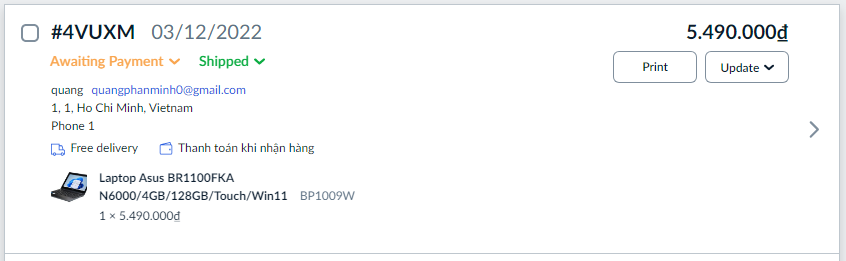 #4VUXM 03/12/2022 5.490.000₫
Awaiting Payment Shipped
Print Update
quang quangphanminh0@gmail.com
1, 1, Ho Chi Minh, Vietnam
Phone 1
Free delivery Thanh toán khi nhận hàng
Laptop Asus BR1100FKA
N6000/4GB/128GB/Touch/Win11 BP1009W
1 × 5.490.000₫